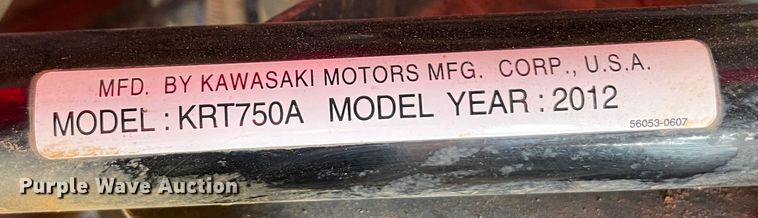 MFD. BY KAWASAKI MOTORS MFG. CORP., U.S.A.
MODEL : KRT750A MODEL YEAR : 2012
56053-0607
Purple Wave Auction